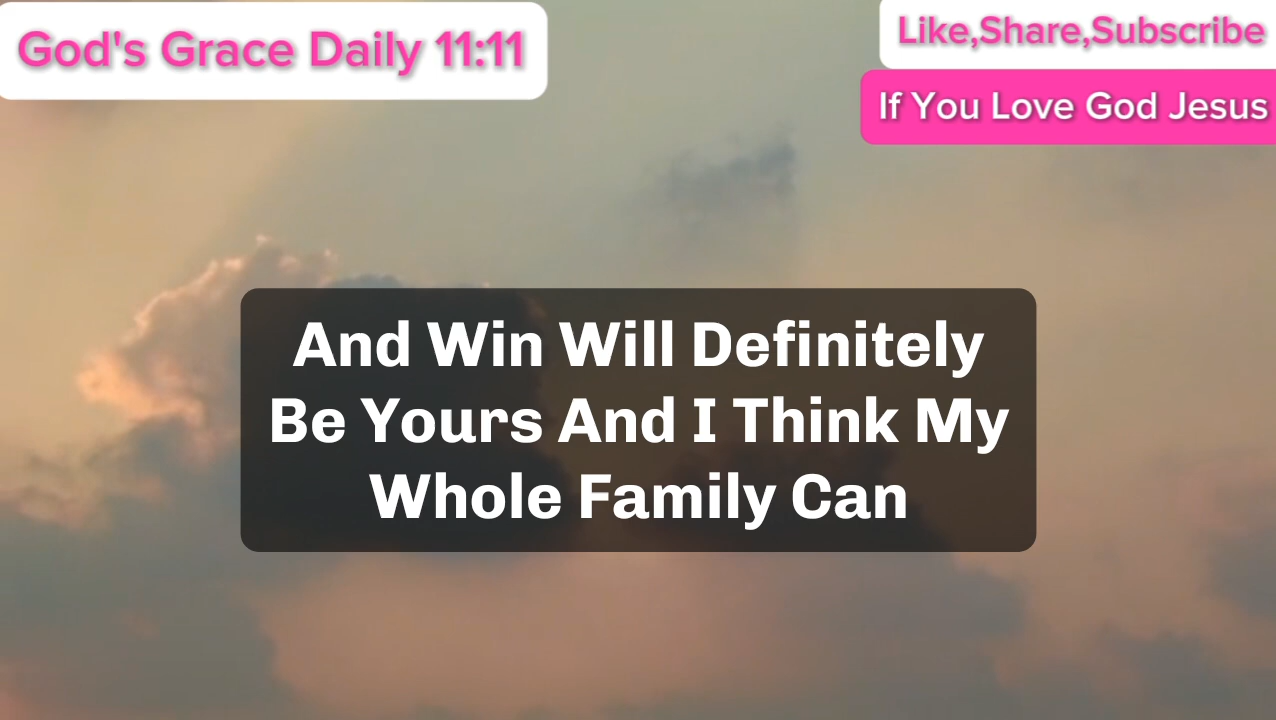 God's Grace Daily 11:11
Like,Share,Subscribe
If You Love God Jesus
And Win Will Definitely
Be Yours And I Think My
Whole Family Can